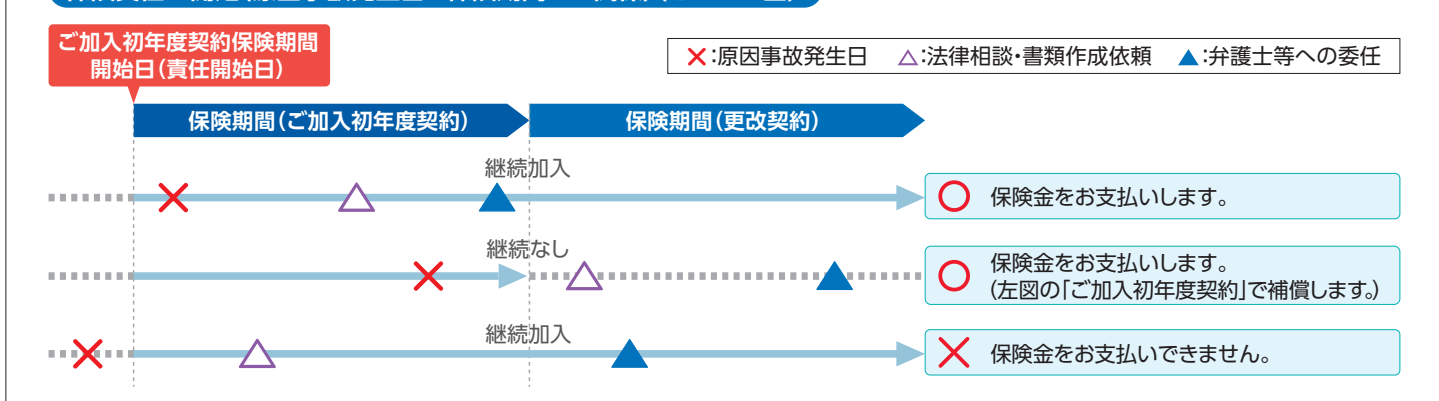 ご加入初年度契約保険期間
開始日(責任開始日)
×:原因事故発生日 △:法律相談・書類作成依頼 ▲:弁護士等への委任
保険期間(ご加入初年度契約) 保険期間(更改契約)
継続加入
保険金をお支払いします。
継続なし
保険金をお支払いします。
(左図の「ご加入初年度契約」で補償します。)
継続加入
保険金をお支払いできません。